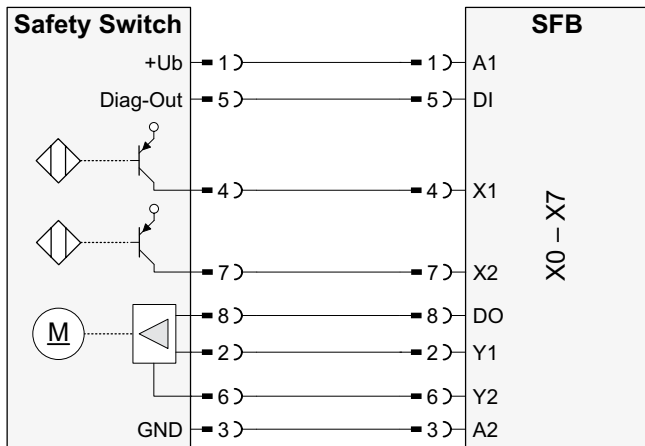 Safety Switch SFB
+Ub 1 1 A1
Diag-Out 5 5 DI
4 4 X1
X0 – X7
7 7 X2
8 8 DO
M
2 2 Y1
6 6 Y2
GND 3 3 A2